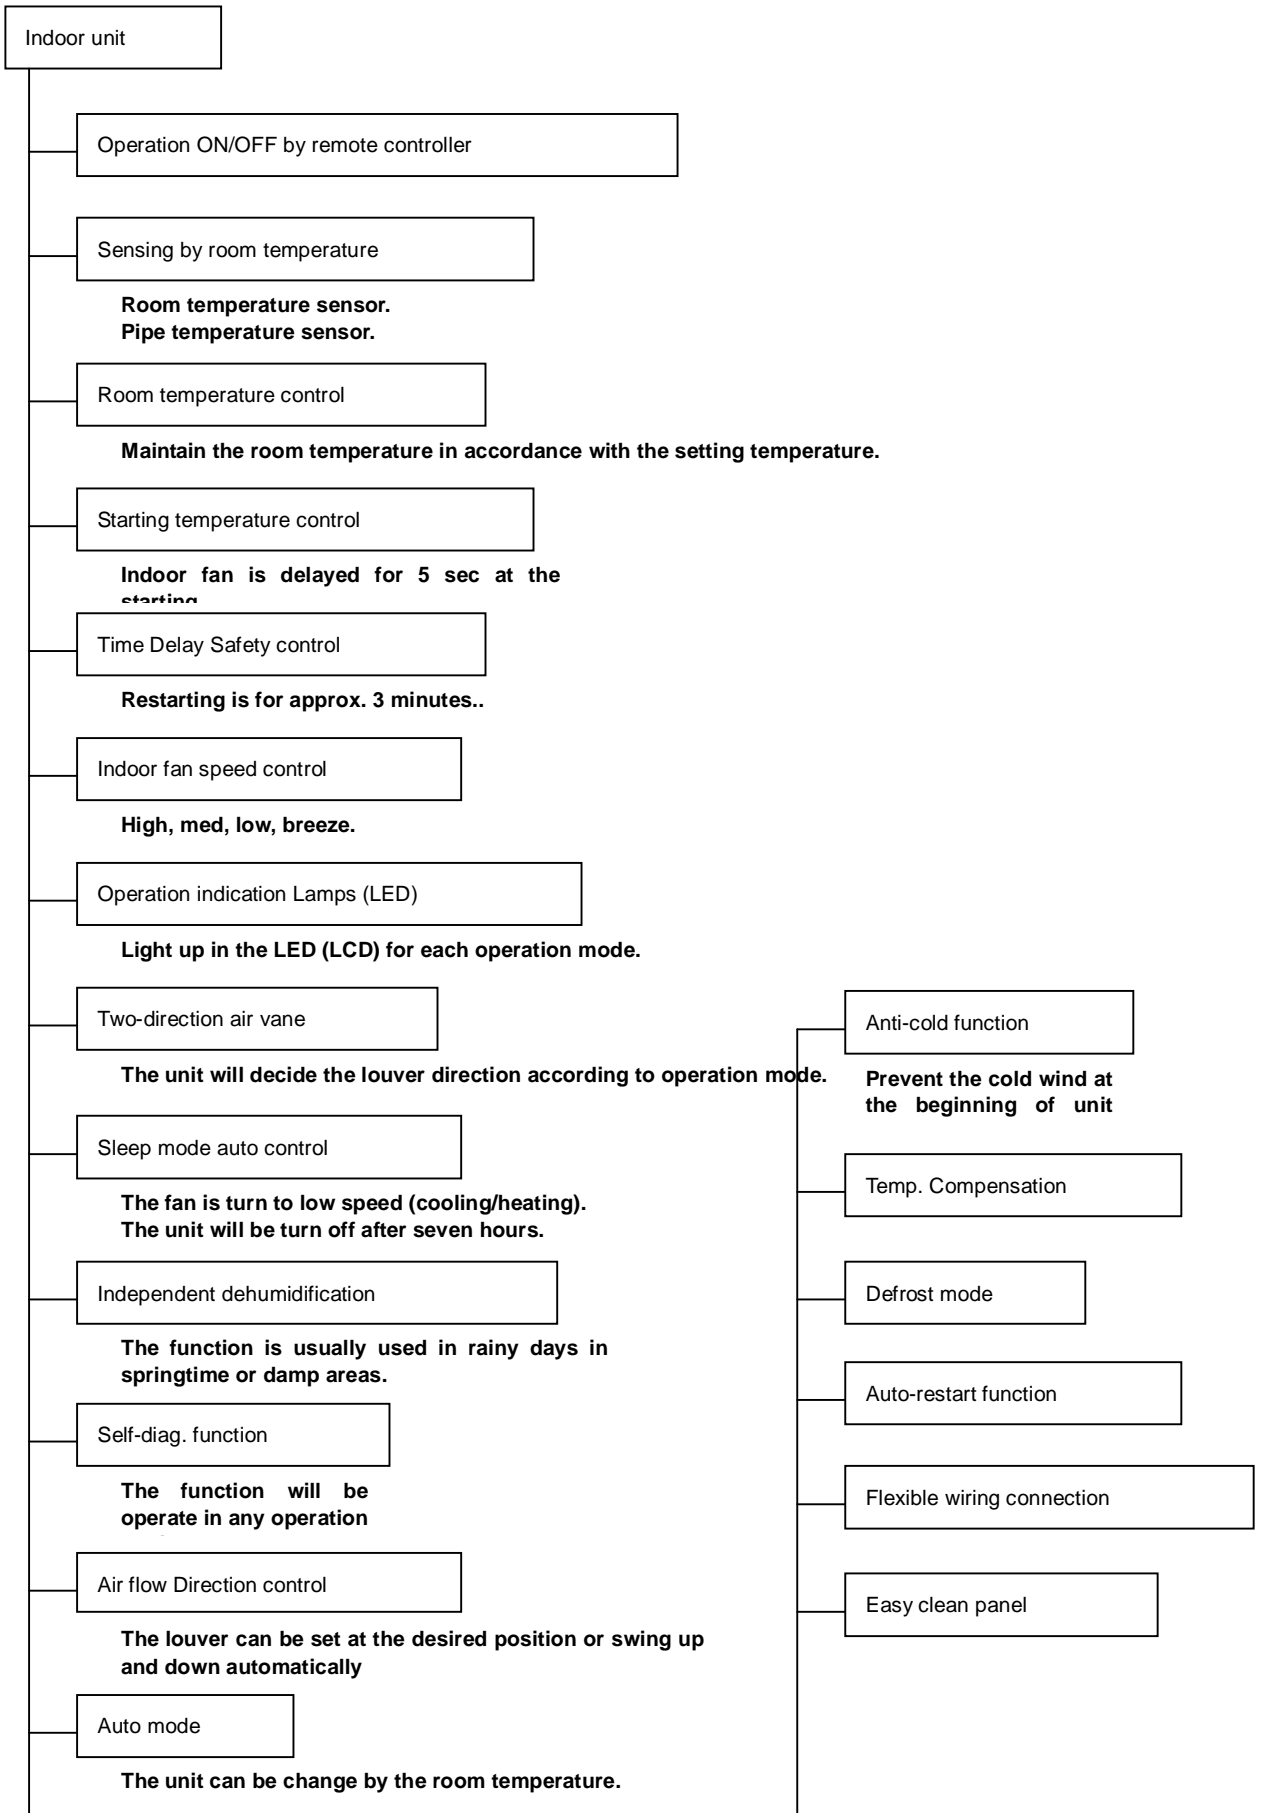 Indoor unit
Operation ON/OFF by remote controller
Sensing by room temperature
Room temperature sensor.
Pipe temperature sensor.
Room temperature control
Maintain the room temperature in accordance with the setting temperature.
Starting temperature control
Indoor fan is delayed for 5 sec at the
starting
Time Delay Safety control
Restarting is for approx. 3 minutes..
Indoor fan speed control
High, med, low, breeze.
Operation indication Lamps (LED)
Light up in the LED (LCD) for each operation mode.
Two-direction air vane
The unit will decide the louver direction according to operation mode.
Sleep mode auto control
The fan is turn to low speed (cooling/heating).
The unit will be turn off after seven hours.
Independent dehumidification
The function is usually used in rainy days in
springtime or damp areas.
Self-diag. function
The function will be
operate in any operation
Air flow Direction control
The louver can be set at the desired position or swing up
and down automatically
Auto mode
The unit can be change by the room temperature.
Anti-cold function
Prevent the cold wind at
the beginning of unit
Temp. Compensation
Defrost mode
Auto-restart function
Flexible wiring connection
Easy clean panel